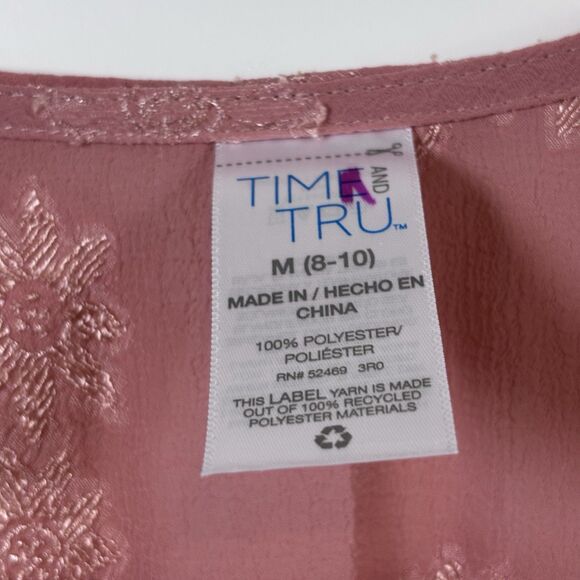 TIME AND
TRU™
M (8-10)
MADE IN / HECHO EN
CHINA
100% POLYESTER/
POLIÉSTER
RN# 52469 3R0
THIS LABEL YARN IS MADE
OUT OF 100% RECYCLED
POLYESTER MATERIALS